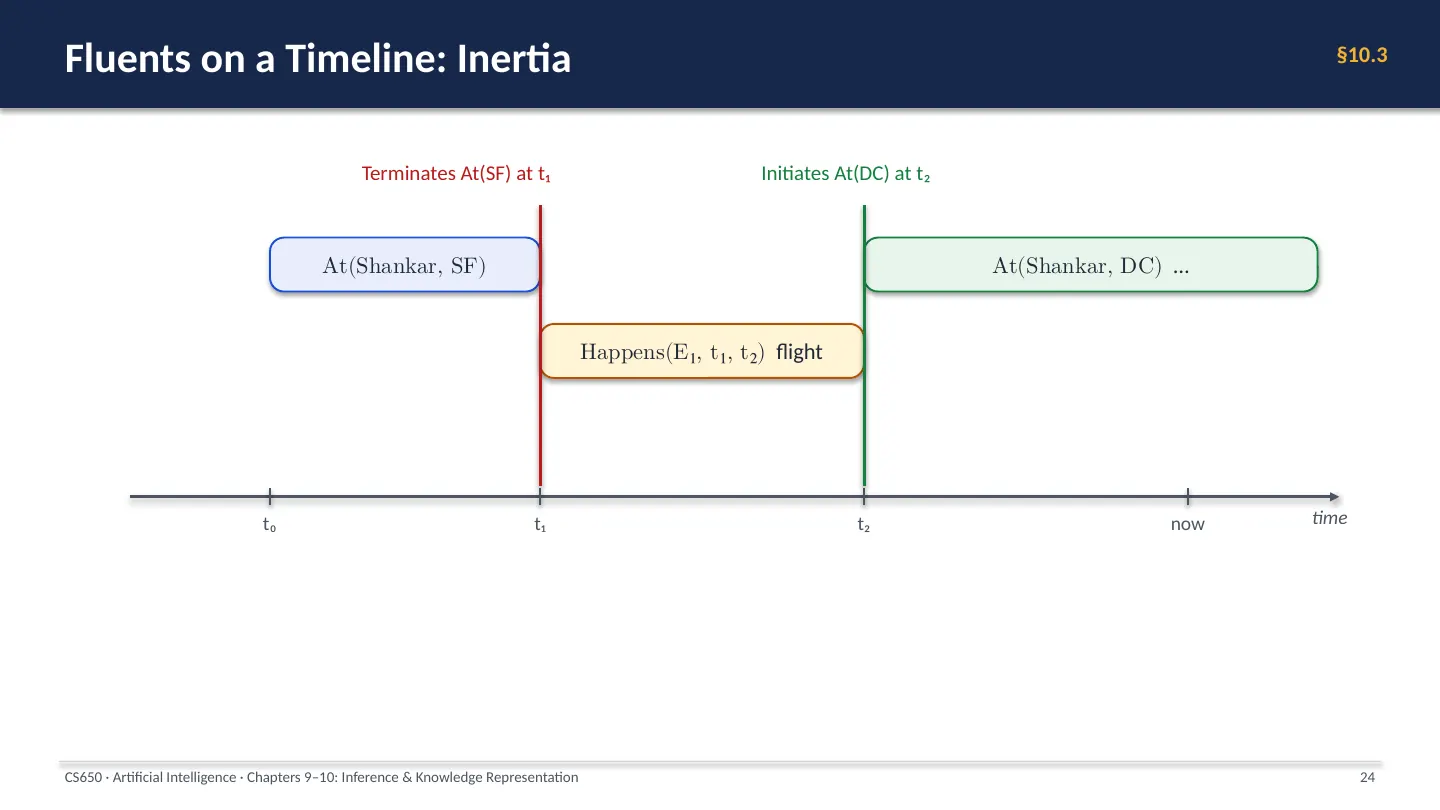 Fluents on a Timeline: Inertia
§10.3
Terminates At(SF) at t₁
Initiates At(DC) at t₂
At(Shankar, SF)
At(Shankar, DC) ...
Happens(E₁, t₁, t₂) flight
t₀
t₁
t₂
now
time
CS650 · Artificial Intelligence · Chapters 9–10: Inference & Knowledge Representation
24